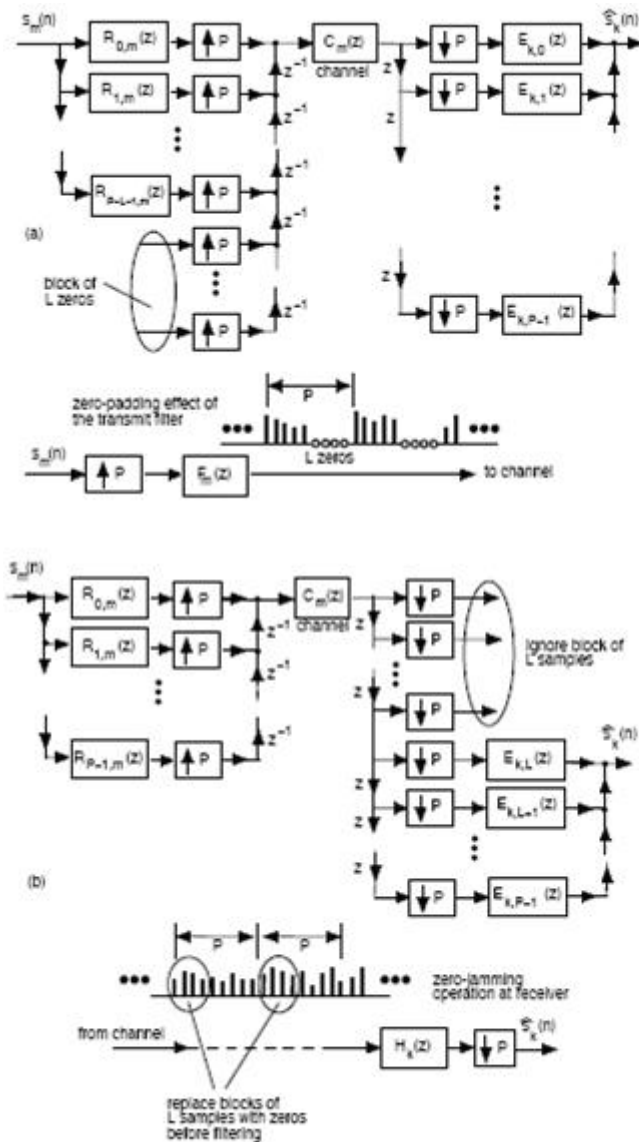 s_m(n)
R_{0,m}(z)
↑ P
z^{-1}
C_m(z)
channel
z
↓ P
E_{k,0}(z)
ŝ_k(n)
R_{1,m}(z)
↑ P
z^{-1}
z
↓ P
E_{k,1}(z)
z^{-1}
R_{P-L-1,m}(z)
↑ P
z^{-1}
(a)
↑ P
z^{-1}
block of
L zeros
z
↑ P
z^{-1}
↓ P
E_{k,P-1}(z)
P
zero-padding effect of
the transmit filter
L zeros
s_m(n)
↑ P
to channel
s_m(n)
R_{0,m}(z)
↑ P
z^{-1}
C_m(z)
channel
z
↓ P
R_{1,m}(z)
↑ P
z^{-1}
↓ P
Ignore block of
L samples
z
↓ P
R_{P-1,m}(z)
↑ P
z^{-1}
↓ P
E_{k,L}(z)
ŝ_k(n)
z
↓ P
E_{k,L+1}(z)
z
↓ P
E_{k,P-1}(z)
(b)
P
P
zero-jamming
operation at receiver
from channel
H_k(z)
↓ P
ŝ_k(n)
replace blocks of
L samples with zeros
before filtering